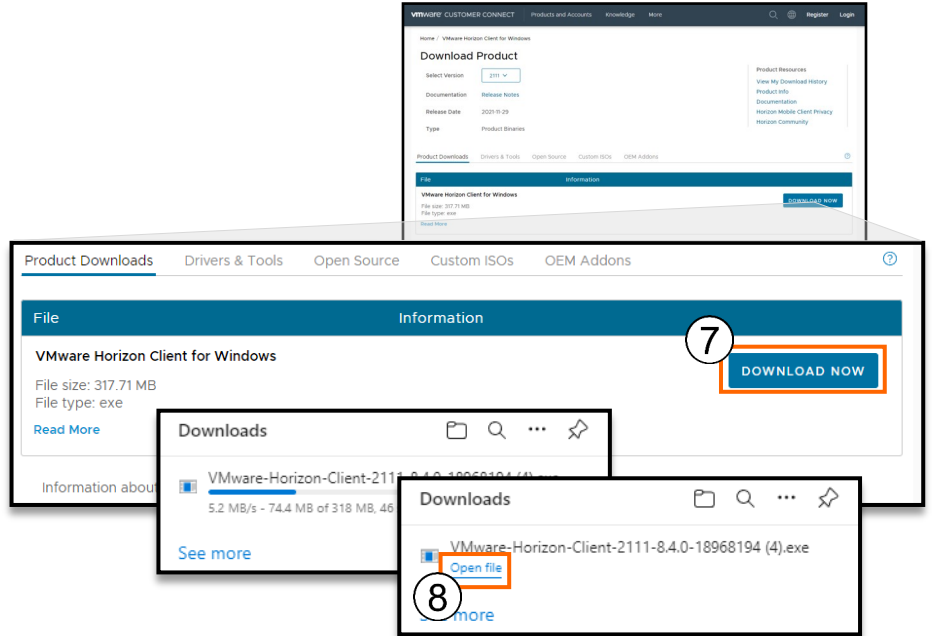 vmware CUSTOMER CONNECT Products and Accounts Knowledge More Register Login
Home / VMware Horizon Client for Windows
Download Product
Select Version 2111
Documentation Release Notes
Release Date 2021-11-29
Type Product Binaries
Product Resources
View My Download History
Product Info
Documentation
Horizon Mobile Client Privacy
Horizon Community
Product Downloads Drivers & Tools Open Source Custom ISOs OEM Addons
File Information
VMware Horizon Client for Windows
File size: 317.71 MB
File type: exe
Read More
DOWNLOAD NOW
Product Downloads Drivers & Tools Open Source Custom ISOs OEM Addons
File Information
7
VMware Horizon Client for Windows
DOWNLOAD NOW
File size: 317.71 MB
File type: exe
Read More
Information about
Downloads
VMware-Horizon-Client-2111-8.4.0-18968194 (4).exe
5.2 MB/s - 74.4 MB of 318 MB, 46
See more
Downloads
VMware-Horizon-Client-2111-8.4.0-18968194 (4).exe
Open file
8
more